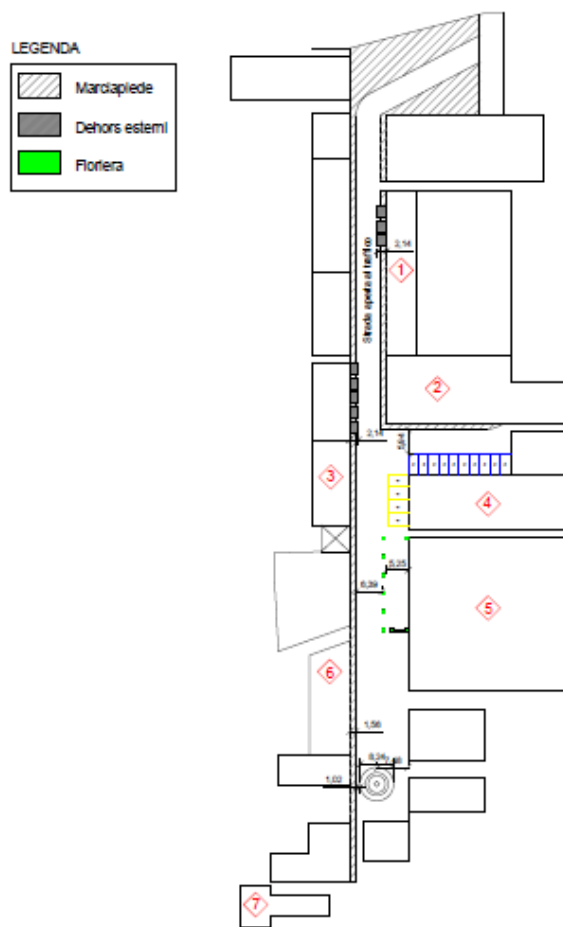 LEGENDA
Marciapiede
Dehors esterni
Fioriera
2,14
1
Strada aperta al traffico
2
2,14
3
4
5,25
6,39
5
6
1,56
1,02
7